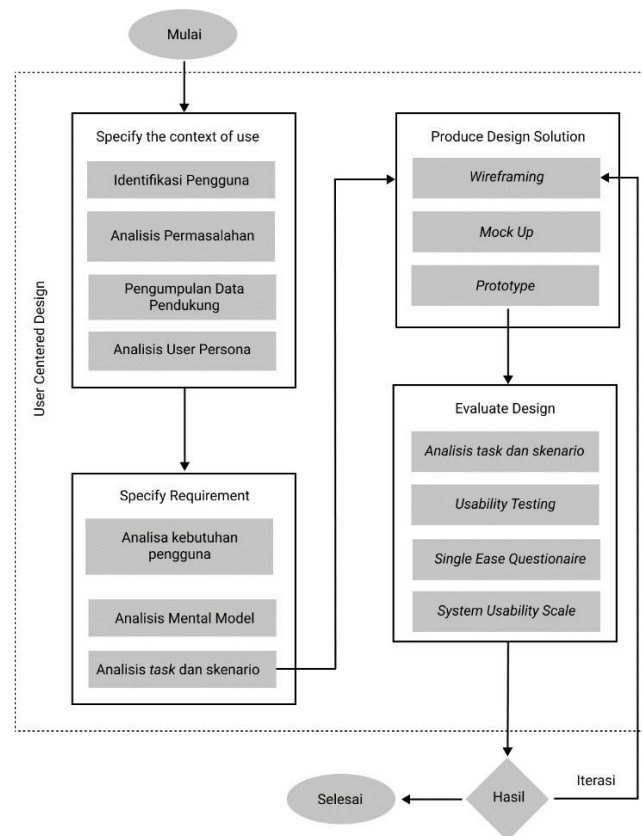 Mulai
User Centered Design
Specify the context of use
Identifikasi Pengguna
Analisis Permasalahan
Pengumpulan Data
Pendukung
Analisis User Persona
Specify Requirement
Analisa kebutuhan
pengguna
Analisis Mental Model
Analisis task dan skenario
Produce Design Solution
Wireframing
Mock Up
Prototype
Evaluate Design
Analisis task dan skenario
Usability Testing
Single Ease Questionaire
System Usability Scale
Hasil
Iterasi
Selesai